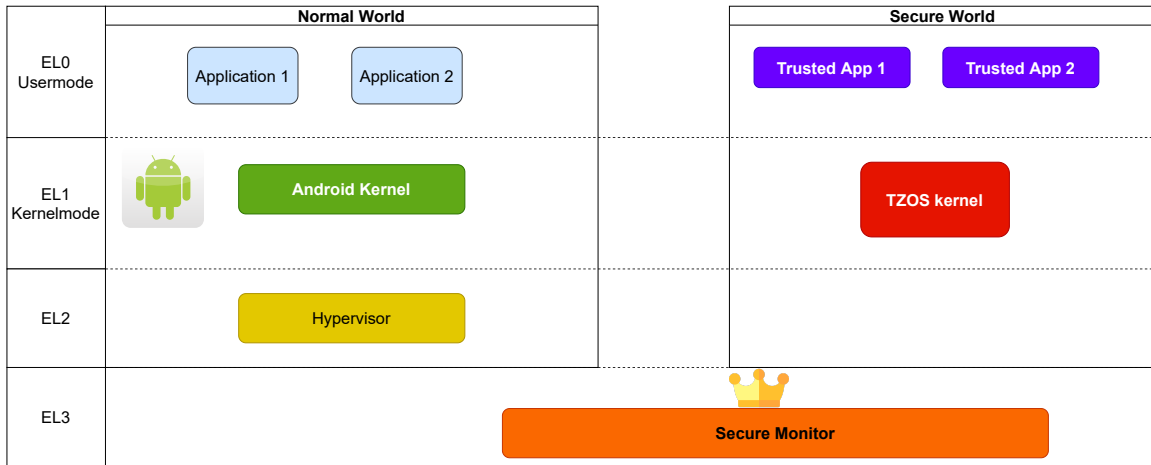 Normal World
Secure World
EL0
Usermode
Application 1
Application 2
Trusted App 1
Trusted App 2
EL1
Kernelmode
Android Kernel
TZOS kernel
EL2
Hypervisor
EL3
Secure Monitor